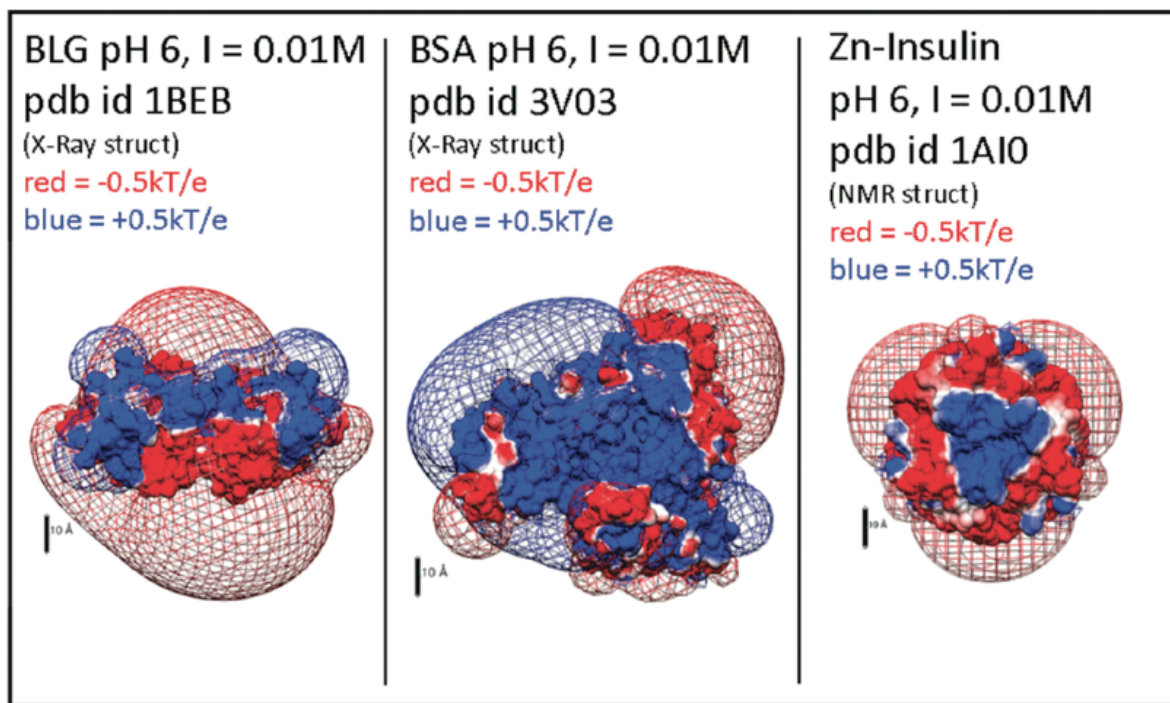 BLG pH 6, I = 0.01M
pdb id 1BEB
(X-Ray struct)
red = -0.5kT/e
blue = +0.5kT/e
10 Å
BSA pH 6, I = 0.01M
pdb id 3V03
(X-Ray struct)
red = -0.5kT/e
blue = +0.5kT/e
10 Å
Zn-Insulin
pH 6, I = 0.01M
pdb id 1AI0
(NMR struct)
red = -0.5kT/e
blue = +0.5kT/e
10 Å